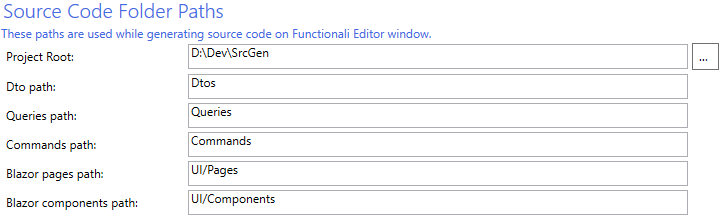 Source Code Folder Paths
These paths are used while generating source code on Functionali Editor window.
Project Root: D:\Dev\SrcGen ...
Dto path: Dtos
Queries path: Queries
Commands path: Commands
Blazor pages path: UI/Pages
Blazor components path: UI/Components